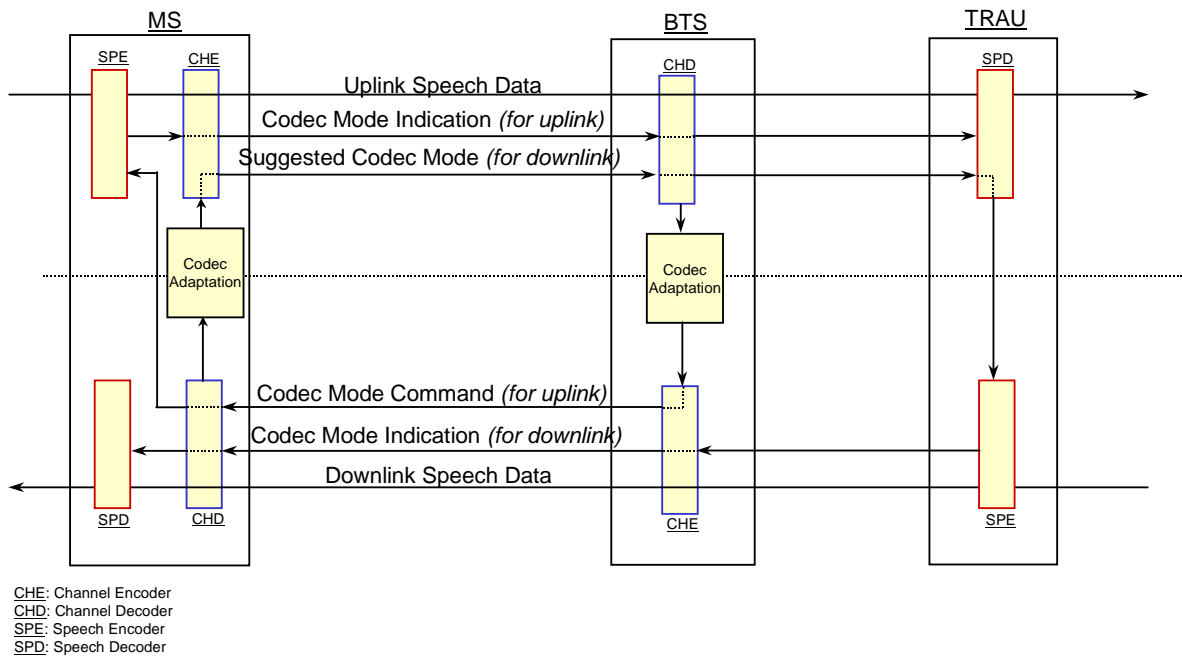 MS
BTS
TRAU
SPE
CHE
CHD
SPD
Uplink Speech Data
Codec Mode Indication (for uplink)
Suggested Codec Mode (for downlink)
Codec
Adaptation
Codec
Adaptation
Codec Mode Command (for uplink)
Codec Mode Indication (for downlink)
Downlink Speech Data
SPD
CHD
CHE
SPE
CHE: Channel Encoder
CHD: Channel Decoder
SPE: Speech Encoder
SPD: Speech Decoder